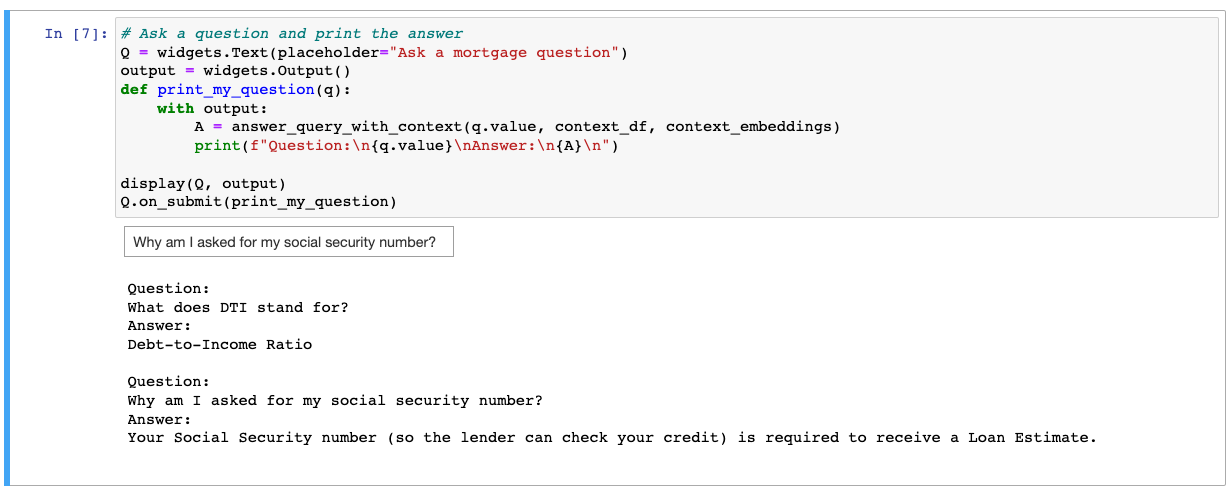 In [7]: # Ask a question and print the answer
Q = widgets.Text(placeholder="Ask a mortgage question")
output = widgets.Output()
def print_my_question(q):
    with output:
        A = answer_query_with_context(q.value, context_df, context_embeddings)
        print(f"Question:\n{q.value}\nAnswer:\n{A}\n")
display(Q, output)
Q.on_submit(print_my_question)
Why am I asked for my social security number?
Question:
What does DTI stand for?
Answer:
Debt-to-Income Ratio
Question:
Why am I asked for my social security number?
Answer:
Your Social Security number (so the lender can check your credit) is required to receive a Loan Estimate.